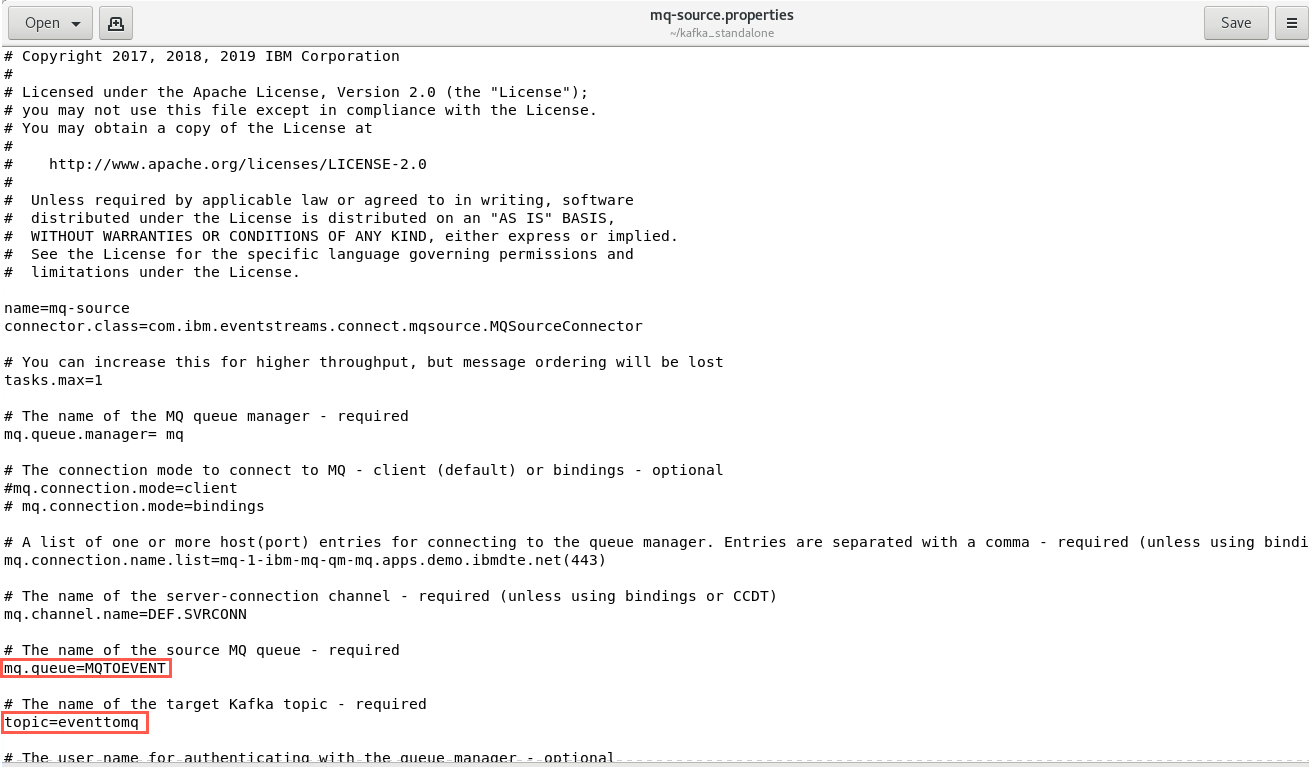 Open
mq-source.properties
~/kafka_standalone
Save
# Copyright 2017, 2018, 2019 IBM Corporation
#
# Licensed under the Apache License, Version 2.0 (the "License");
# you may not use this file except in compliance with the License.
# You may obtain a copy of the License at
#
#    http://www.apache.org/licenses/LICENSE-2.0
#
#  Unless required by applicable law or agreed to in writing, software
#  distributed under the License is distributed on an "AS IS" BASIS,
#  WITHOUT WARRANTIES OR CONDITIONS OF ANY KIND, either express or implied.
#  See the License for the specific language governing permissions and
#  limitations under the License.

name=mq-source
connector.class=com.ibm.eventstreams.connect.mqsource.MQSourceConnector

# You can increase this for higher throughput, but message ordering will be lost
tasks.max=1

# The name of the MQ queue manager - required
mq.queue.manager= mq

# The connection mode to connect to MQ - client (default) or bindings - optional
#mq.connection.mode=client
# mq.connection.mode=bindings

# A list of one or more host(port) entries for connecting to the queue manager. Entries are separated with a comma - required (unless using bindi
mq.connection.name.list=mq-1-ibm-mq-qm-mq.apps.demo.ibmdte.net(443)

# The name of the server-connection channel - required (unless using bindings or CCDT)
mq.channel.name=DEF.SVRCONN

# The name of the source MQ queue - required
mq.queue=MQTOEVENT

# The name of the target Kafka topic - required
topic=eventtomq

# The user name for authenticating with the queue manager - optional